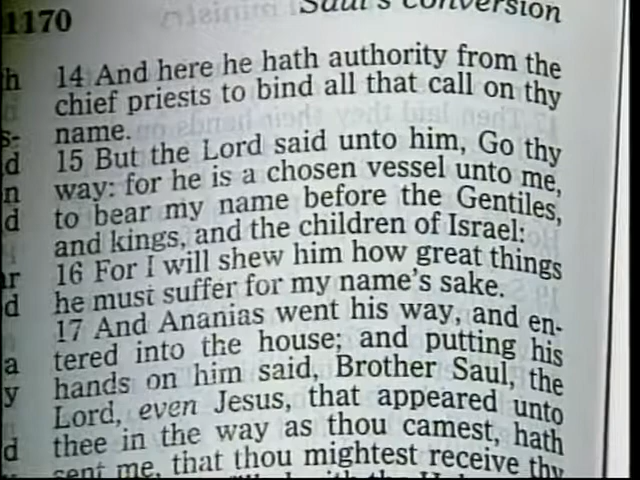 1170
Saul's conversion
14 And here he hath authority from the
chief priests to bind all that call on thy
name.
15 But the Lord said unto him, Go thy
way: for he is a chosen vessel unto me,
to bear my name before the Gentiles,
and kings, and the children of Israel:
16 For I will shew him how great things
he must suffer for my name's sake.
17 And Ananias went his way, and en-
tered into the house; and putting his
hands on him said, Brother Saul, the
Lord, even Jesus, that appeared unto
thee in the way as thou camest, hath
sent me, that thou mightest receive thy